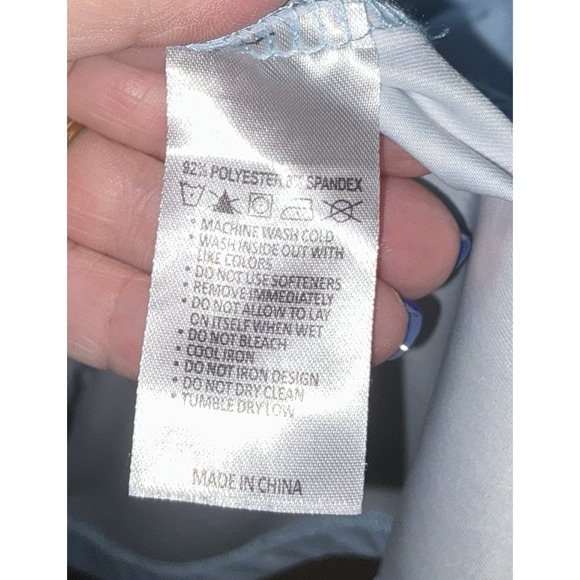 92% POLYESTER 8% SPANDEX
* MACHINE WASH COLD
* WASH INSIDE OUT WITH
LIKE COLORS
* DO NOT USE SOFTENERS
* REMOVE IMMEDIATELY
* DO NOT ALLOW TO LAY
ON ITSELF WHEN WET
* DO NOT BLEACH
* COOL IRON
* DO NOT IRON DESIGN
* DO NOT DRY CLEAN
* TUMBLE DRY LOW
MADE IN CHINA